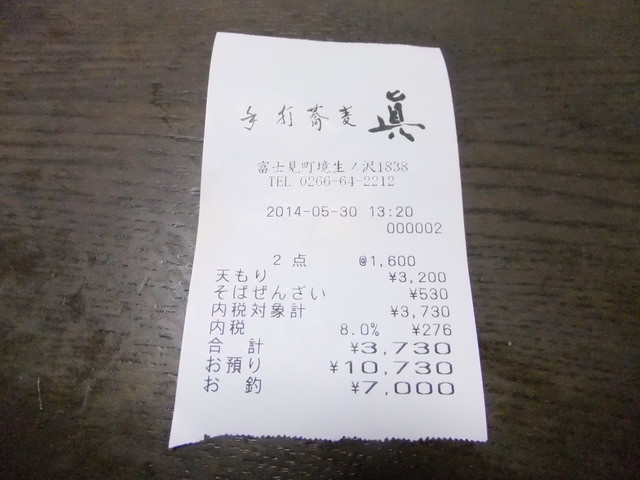 手打蕎麦 眞
富士見町境生ノ沢1838
TEL 0266-64-2212
2014-05-30 13:20
000002
2点 @1,600
天もり ¥3,200
そばぜんざい ¥530
内税対象計 ¥3,730
内税 8.0% ¥276
合 計 ¥3,730
お預り ¥10,730
お 釣 ¥7,000